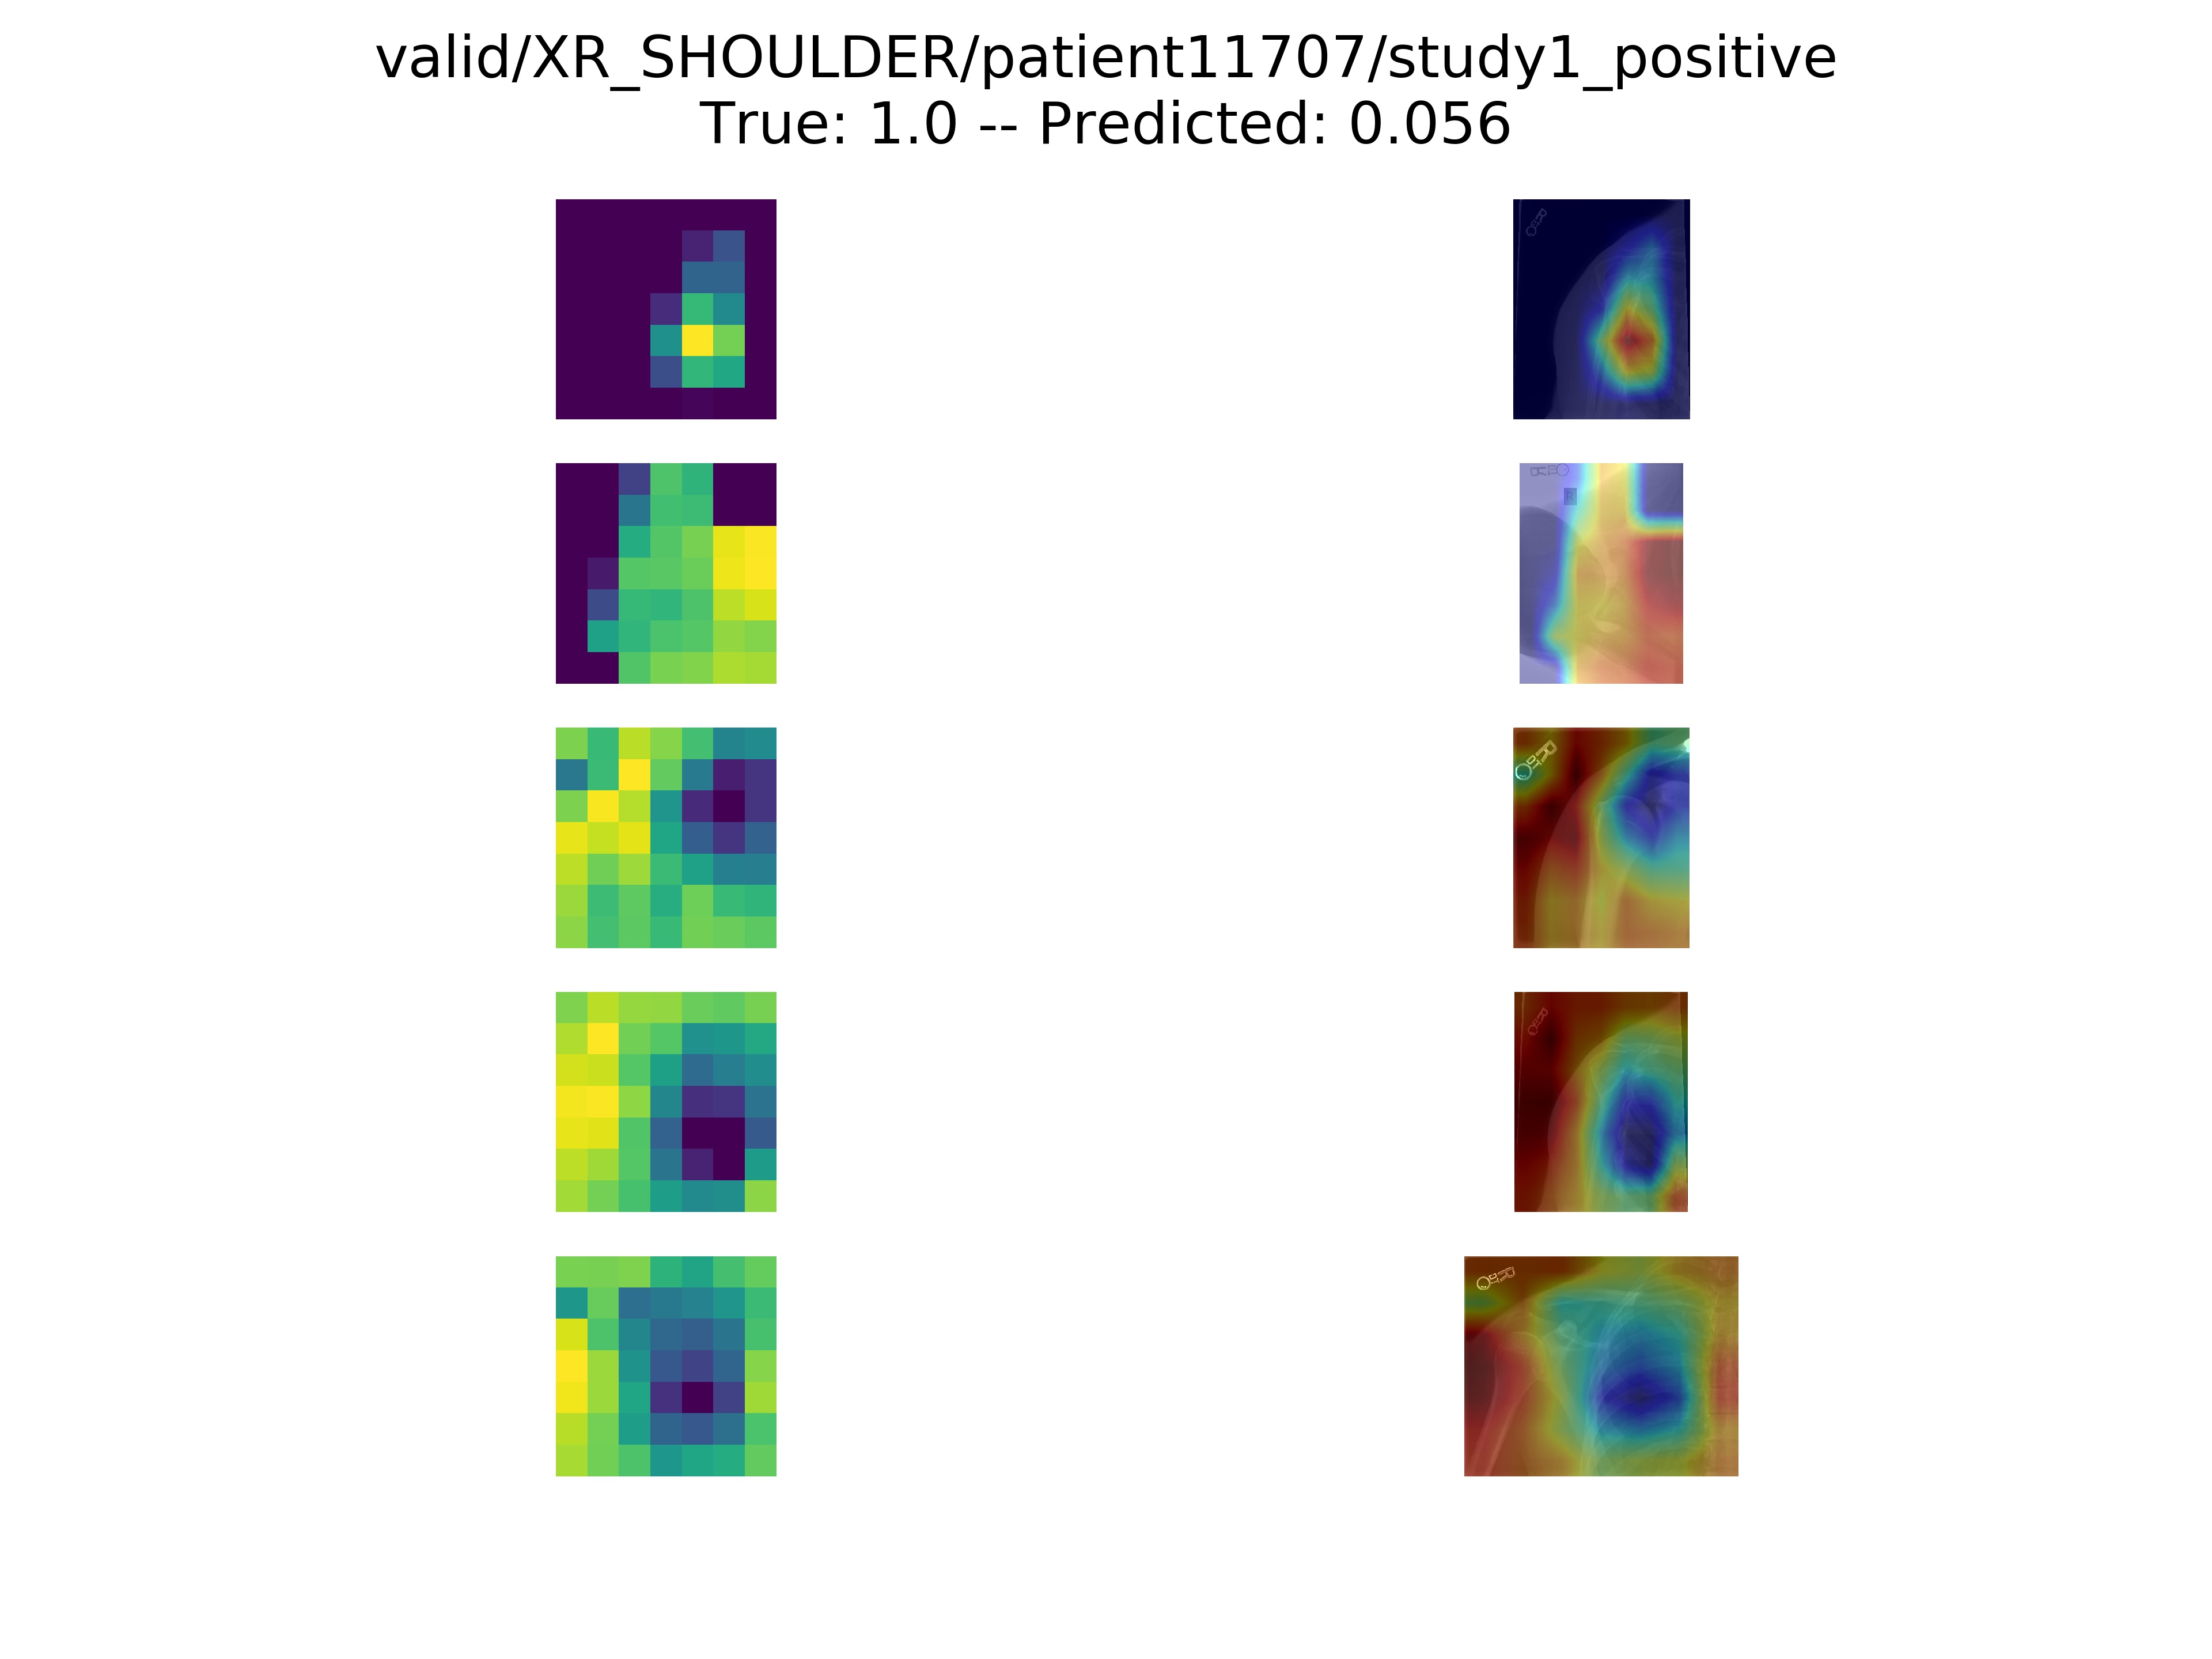 valid/XR_SHOULDER/patient11707/study1_positive
True: 1.0 -- Predicted: 0.056
R